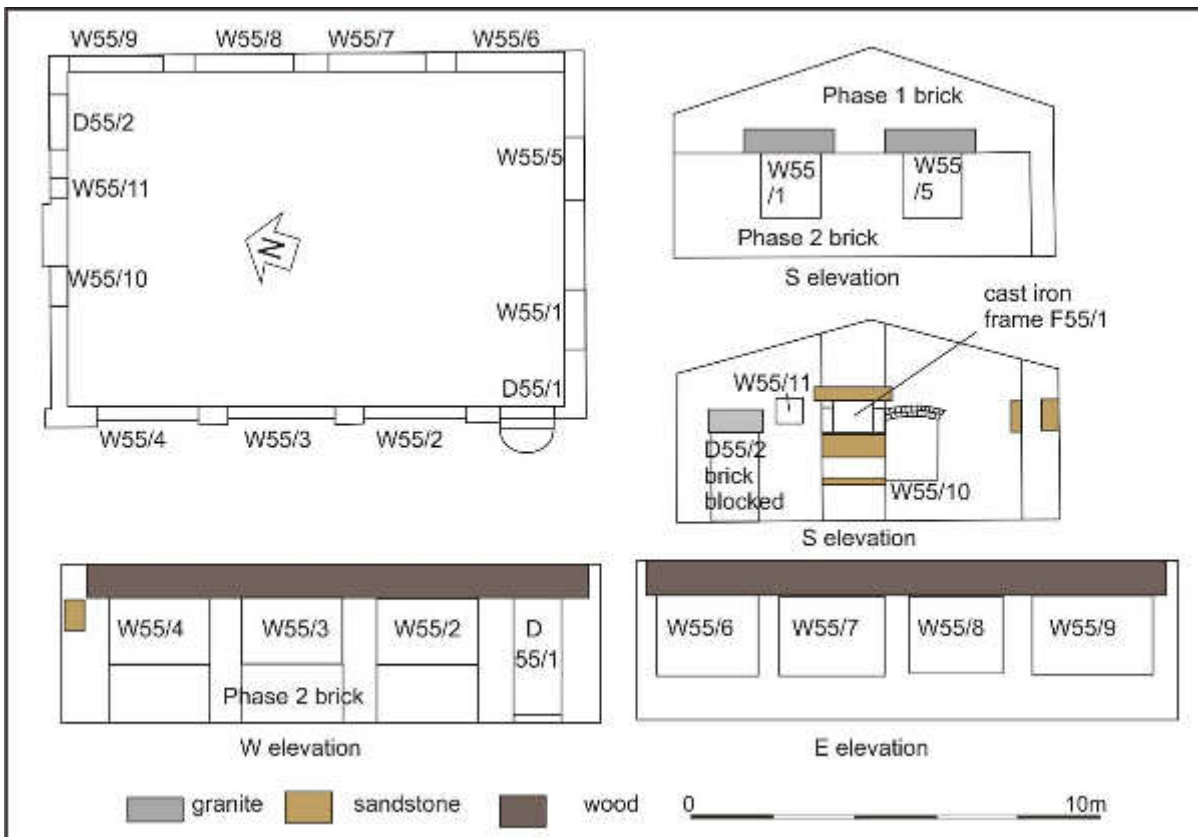 W55/9 W55/8 W55/7 W55/6
D55/2
W55/11
W55/5
N
W55/10
W55/1
D55/1
W55/4 W55/3 W55/2
Phase 1 brick
W55
/1
W55
/5
Phase 2 brick
S elevation
cast iron
frame F55/1
W55/11
D55/2
brick
blocked
W55/10
S elevation
W55/4 W55/3 W55/2 D
55/1
Phase 2 brick
W elevation
W55/6 W55/7 W55/8 W55/9
E elevation
granite sandstone wood 0 10m